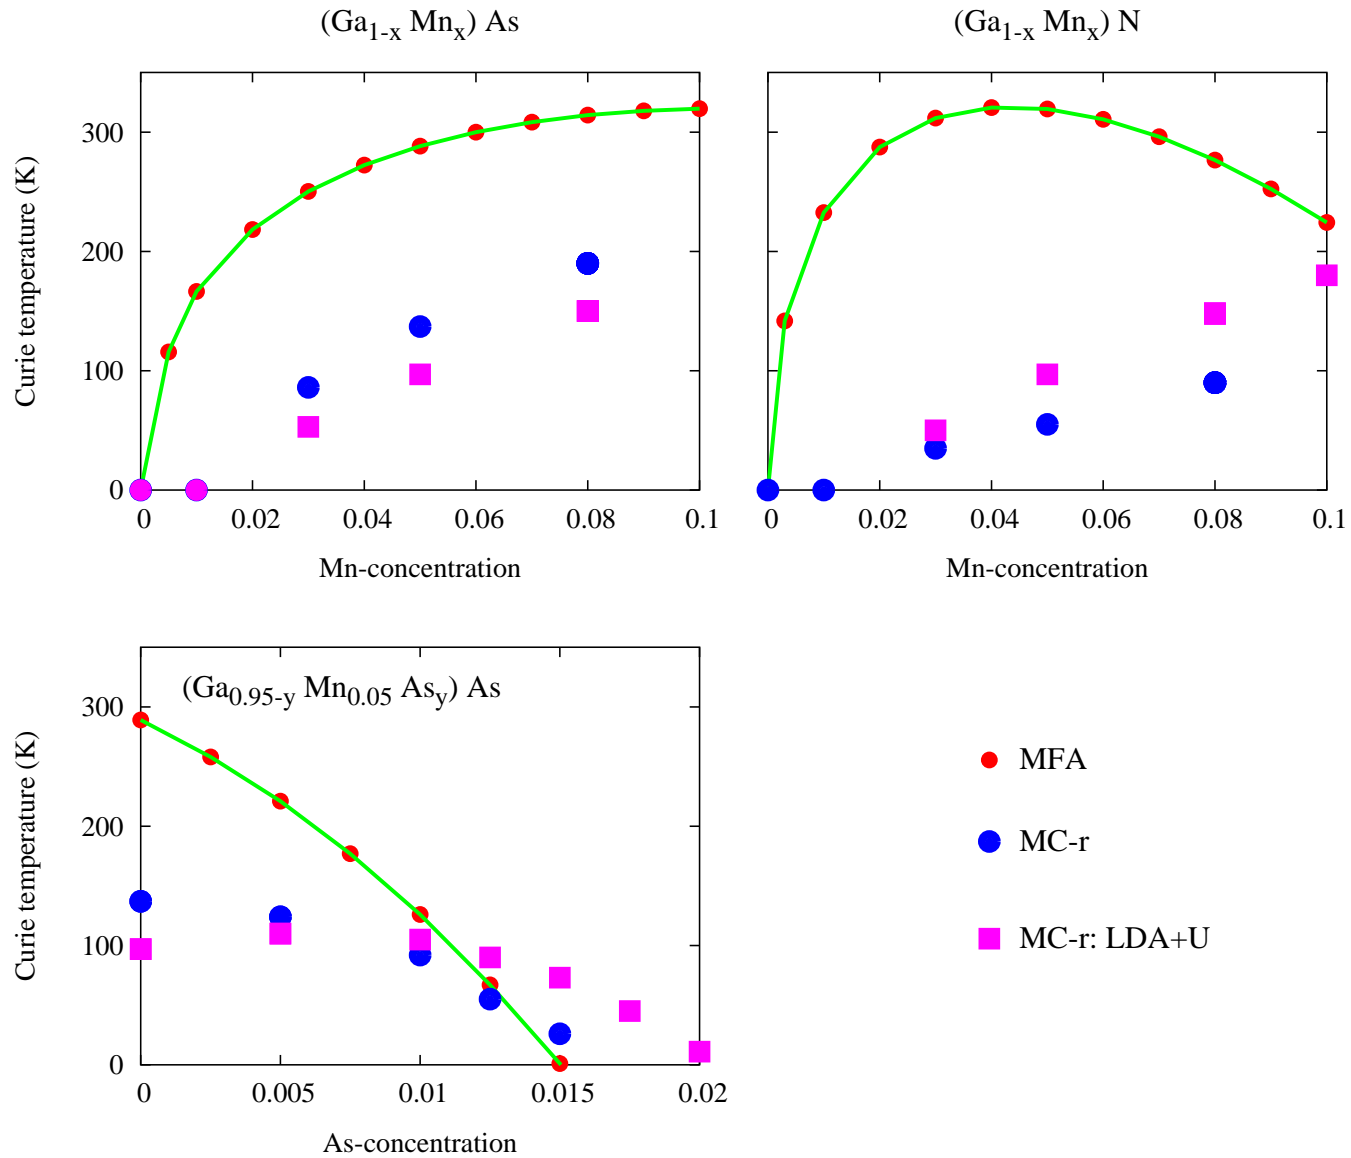 (Ga1-x Mnx) As
(Ga1-x Mnx) N
Curie temperature (K)
300
200
100
0
0 0.02 0.04 0.06 0.08 0.1
Mn-concentration
0 0.02 0.04 0.06 0.08 0.1
Mn-concentration
(Ga0.95-y Mn0.05 Asy) As
Curie temperature (K)
300
200
100
0
0 0.005 0.01 0.015 0.02
As-concentration
MFA
MC-r
MC-r: LDA+U